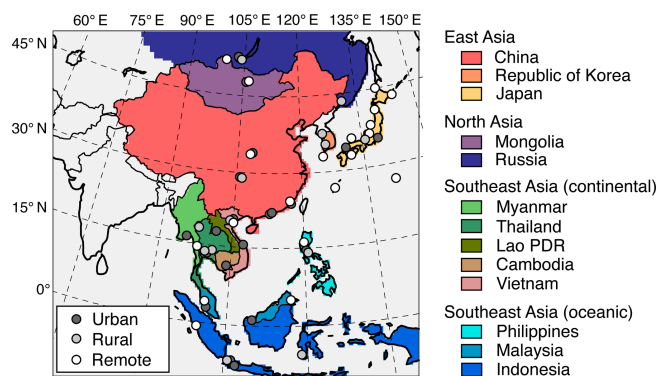 60° E 75° E 90° E 105° E 120° E 135° E 150° E
45° N
30° N
15° N
0°
Urban
Rural
Remote
East Asia
China
Republic of Korea
Japan
North Asia
Mongolia
Russia
Southeast Asia (continental)
Myanmar
Thailand
Lao PDR
Cambodia
Vietnam
Southeast Asia (oceanic)
Philippines
Malaysia
Indonesia